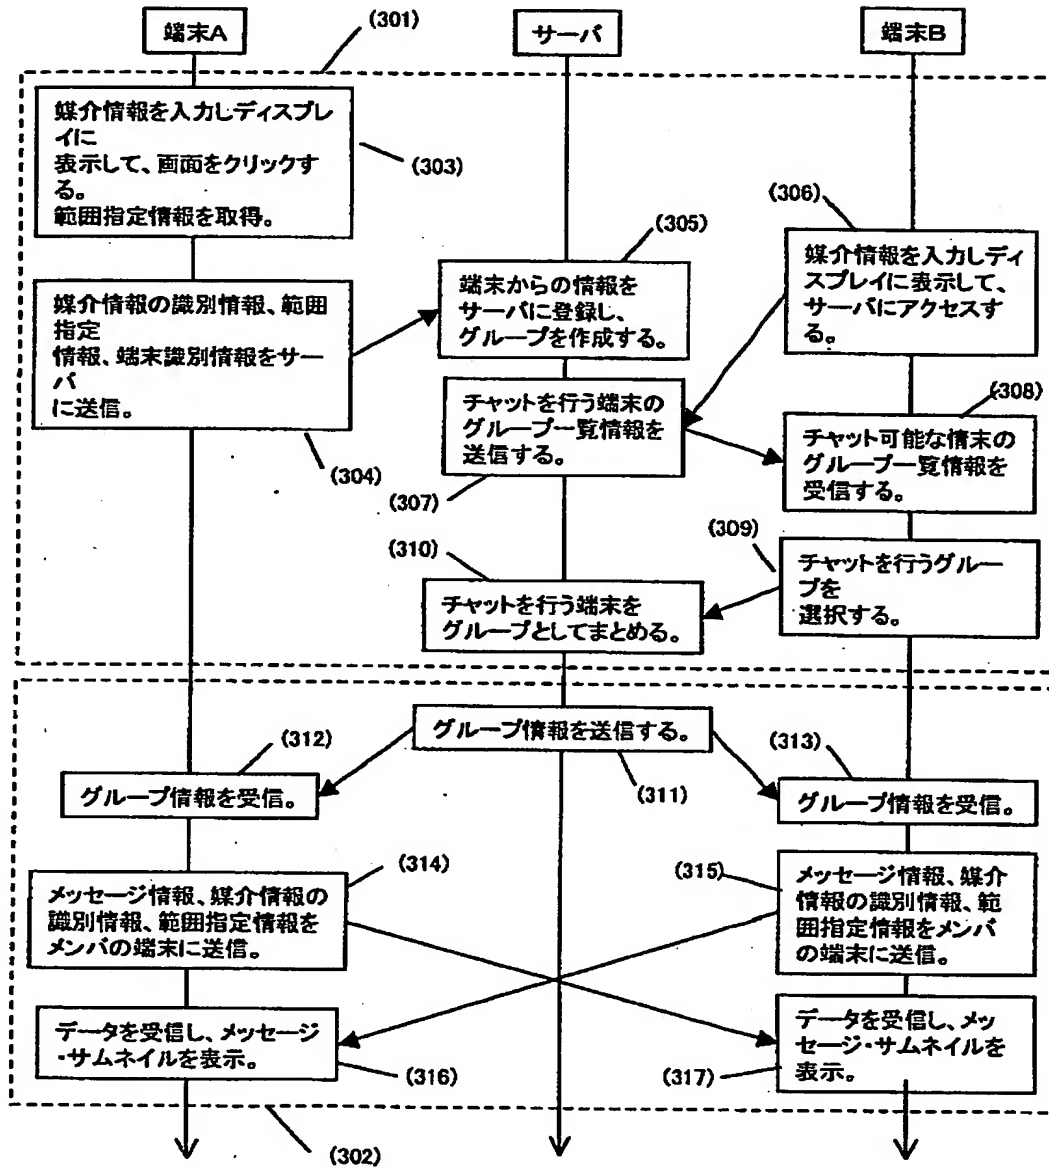 端末A
(301)
サーバ
端末B
媒介情報を入力しディスプレ
イに
表示して、画面をクリックす
る。
範囲指定情報を取得。
(303)
(306)
(305)
媒介情報を入力しディ
スプレイに表示して、
サーバにアクセスす
る。
端末からの情報を
サーバに登録し、
グループを作成する。
媒介情報の識別情報、範囲
指定
情報、端末識別情報をサー
バ
に送信。
(304)
チャットを行う端末の
グループ一覧情報を
送信する。
(307)
(308)
チャット可能な情末の
グループ一覧情報を
受信する。
(309)
(310)
チャットを行うグルー
プを
選択する。
チャットを行う端末を
グループとしてまとめる。
グループ情報を送信する。
(312)
(313)
(311)
グループ情報を受信。
グループ情報を受信。
(314)
(315)
メッセージ情報、媒介情報の
識別情報、範囲指定情報を
メンバの端末に送信。
メッセージ情報、媒介
情報の識別情報、範
囲指定情報をメンバ
の端末に送信。
データを受信し、メッセージ
・サムネイルを表示。
(316)
データを受信し、メッ
セージ・サムネイルを
表示。
(317)
(302)